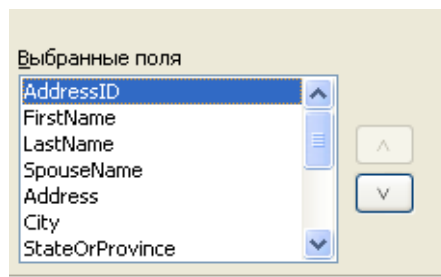 Выбранные поля
AddressID
FirstName
LastName
SpouseName
Address
City
StateOrProvince